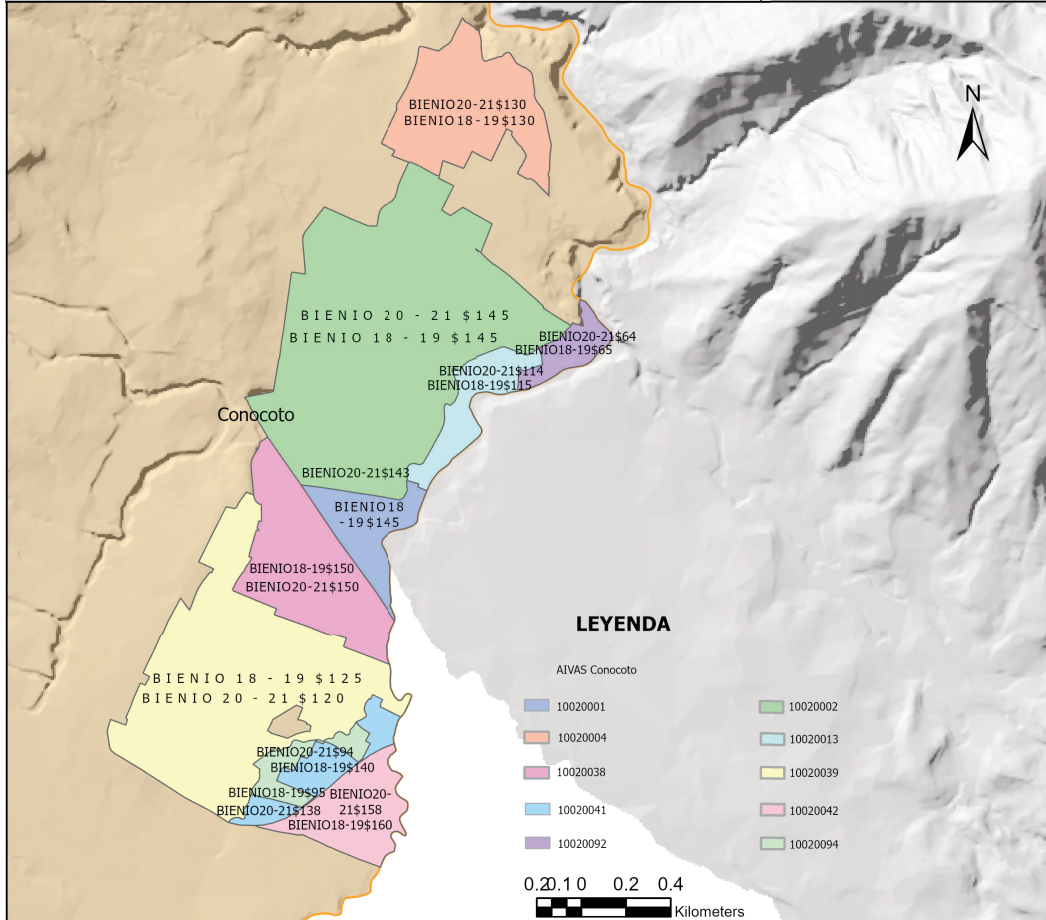 N
BIENIO20-21$130
BIENIO18-19$130
BIENIO 20 - 21 $145
BIENIO 18 - 19 $145
BIENIO20-21$64
BIENIO18-19$65
BIENIO20-21$114
BIENIO18-19$115
Conocoto
BIENIO20-21$143
BIENIO18
-19$145
BIENIO18-19$150
BIENIO20-21$150
BIENIO 18 - 19 $125
BIENIO 20 - 21 $120
BIENIO20-21$94
BIENIO18-19$140
BIENIO18-19$95
BIENIO20-
21$158
BIENIO20-21$138
BIENIO18-19$160
LEYENDA
AIVAS Conocoto
10020001
10020002
10020004
10020013
10020038
10020039
10020041
10020042
10020092
10020094
0.2 0.1 0 0.2 0.4
Kilometers